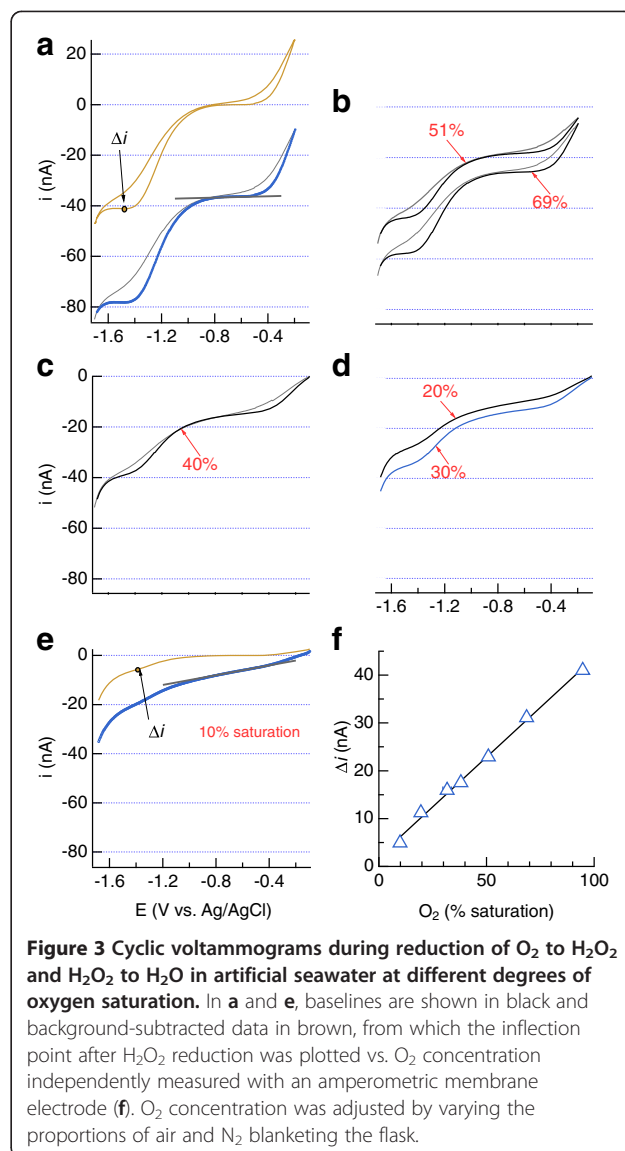 a
20
0
-20
-40
-60
-80
i (nA)
Δi
-1.6
-1.2
-0.8
-0.4
b
51%
69%
c
0
-20
-40
-60
-80
i (nA)
40%
d
20%
30%
-1.6
-1.2
-0.8
-0.4
e
0
-20
-40
-60
-80
i (nA)
Δi
10% saturation
-1.6
-1.2
-0.8
-0.4
E (V vs. Ag/AgCl)
f
40
30
20
10
0
Δi (nA)
0
50
100
O2 (% saturation)
Figure 3 Cyclic voltammograms during reduction of O2 to H2O2
and H2O2 to H2O in artificial seawater at different degrees of
oxygen saturation. In a and e, baselines are shown in black and
background-subtracted data in brown, from which the inflection
point after H2O2 reduction was plotted vs. O2 concentration
independently measured with an amperometric membrane
electrode (f). O2 concentration was adjusted by varying the
proportions of air and N2 blanketing the flask.